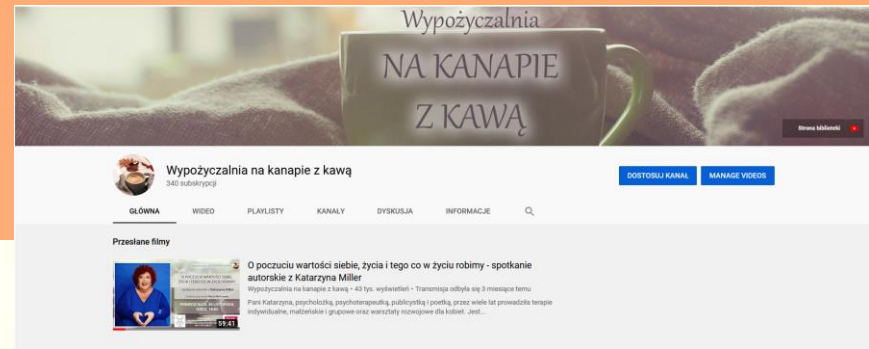 Wypożyczalnia
NA KANAPIE
Z KAWĄ
Strona biblioteki
Wypożyczalnia na kanapie z kawą
340 subskrypcji
DOSTOSUJ KANAŁ
MANAGE VIDEOS
GŁÓWNA
WIDEO
PLAYLISTY
KANAŁY
DYSKUSJA
INFORMACJE
Przesłane filmy
O poczuciu wartości siebie, życia i tego co w życiu robimy - spotkanie
autorskie z Katarzyna Miller
Wypożyczalnia na kanapie z kawą • 43 tys. wyświetleń • Transmisja odbyła się 3 miesiące temu
Pani Katarzyna, psycholożką, psychoterapeutką, publicystką i poetką, przez wiele lat prowadziła terapie
indywidualne, małżeńskie i grupowe oraz warsztaty rozwojowe dla kobiet. Jest...
59:41